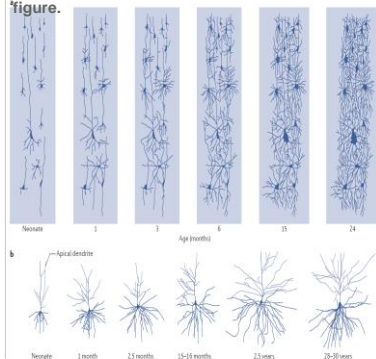 a
figure.
Neonate 1 3 6 15 24
Age (months)
b
Apical dendrite
Neonate 1 month 2.5 months 15–16 months 2.5 years 28–30 years